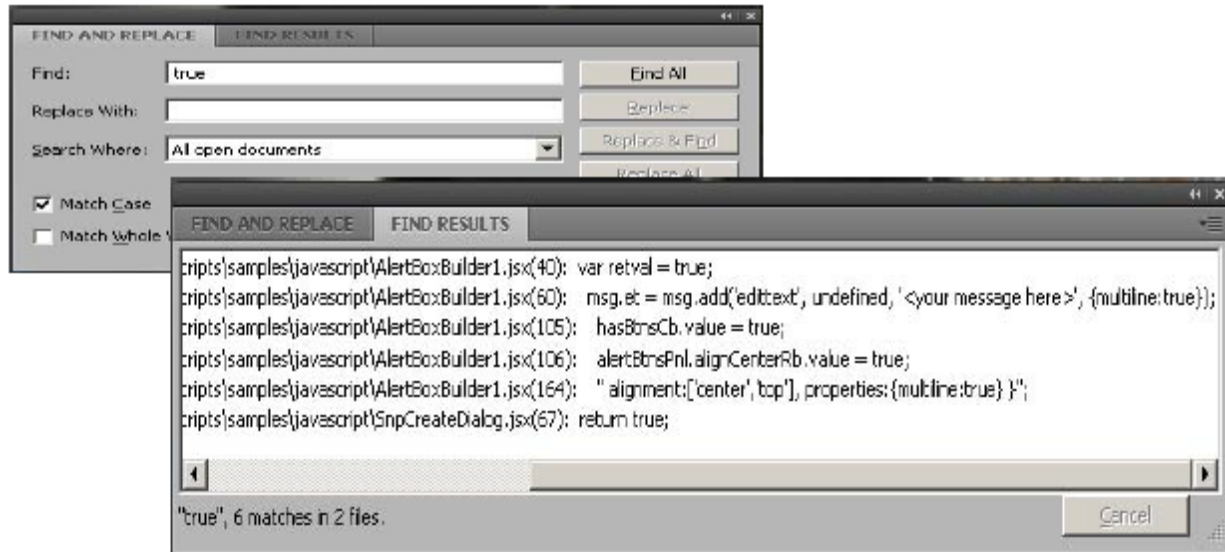 FIND AND REPLACE FIND RESULTS
Find: true Find All
Replace With: Replace
Search Where: All open documents Replace & Find
Replace All
Match Case
Match Whole
FIND AND REPLACE FIND RESULTS
cripts\samples\javascript\AlertBoxBuilder1.jsx(40): var retval = true;
cripts\samples\javascript\AlertBoxBuilder1.jsx(60): msg.et = msg.add('edittext', undefined, '<your message here>', {multiline:true});
cripts\samples\javascript\AlertBoxBuilder1.jsx(105): hasBtnsCb.value = true;
cripts\samples\javascript\AlertBoxBuilder1.jsx(106): alertBtnsPnl.alignCenterRb.value = true;
cripts\samples\javascript\AlertBoxBuilder1.jsx(164): " alignment:['center','top'], properties:{multiline:true} }";
cripts\samples\javascript\SnpCreateDialog.jsx(67): return true;
"true", 6 matches in 2 files. Cancel